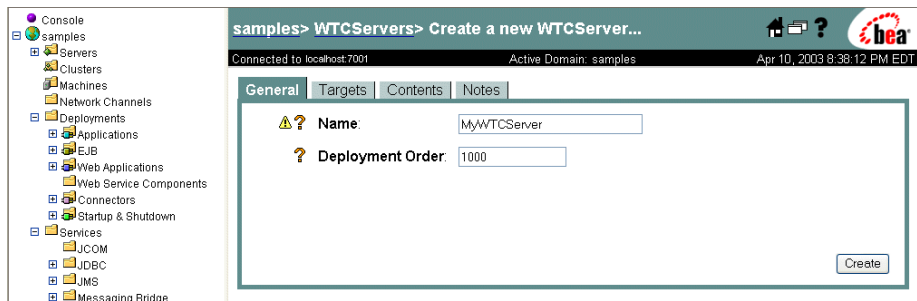 Console
samples
Servers
Clusters
Machines
Network Channels
Deployments
Applications
EJB
Web Applications
Web Service Components
Connectors
Startup & Shutdown
Services
JCOM
JDBC
JMS
Messaging Bridge
samples> WTCServers> Create a new WTCServer...
?
bea
Connected to localhost:7001 Active Domain: samples Apr 10, 2003 8:38:12 PM EDT
General Targets Contents Notes
? Name: MyWTCServer
? Deployment Order: 1000
Create